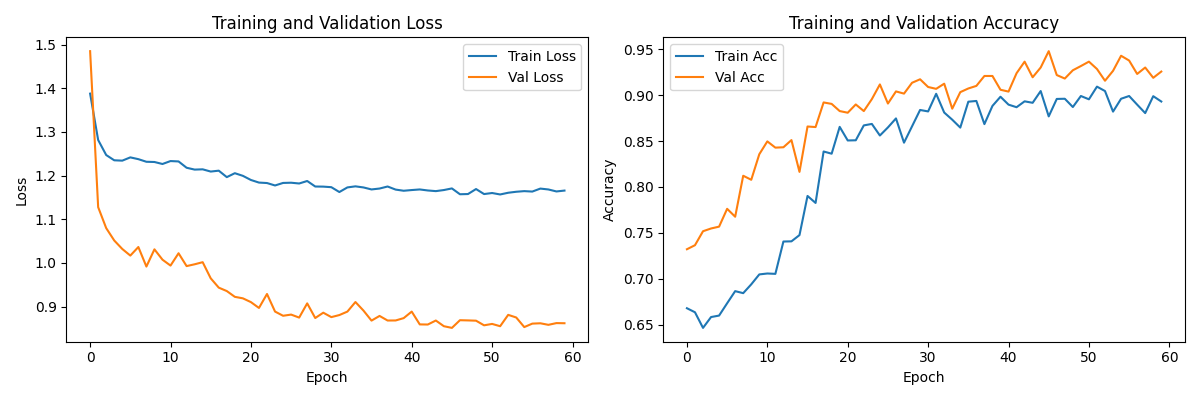 Training and Validation Loss
1.5
1.4
1.3
1.2
1.1
1.0
0.9
Loss
Train Loss
Val Loss
0 10 20 30 40 50 60
Epoch
Training and Validation Accuracy
0.95
0.90
0.85
0.80
0.75
0.70
0.65
Accuracy
Train Acc
Val Acc
0 10 20 30 40 50 60
Epoch